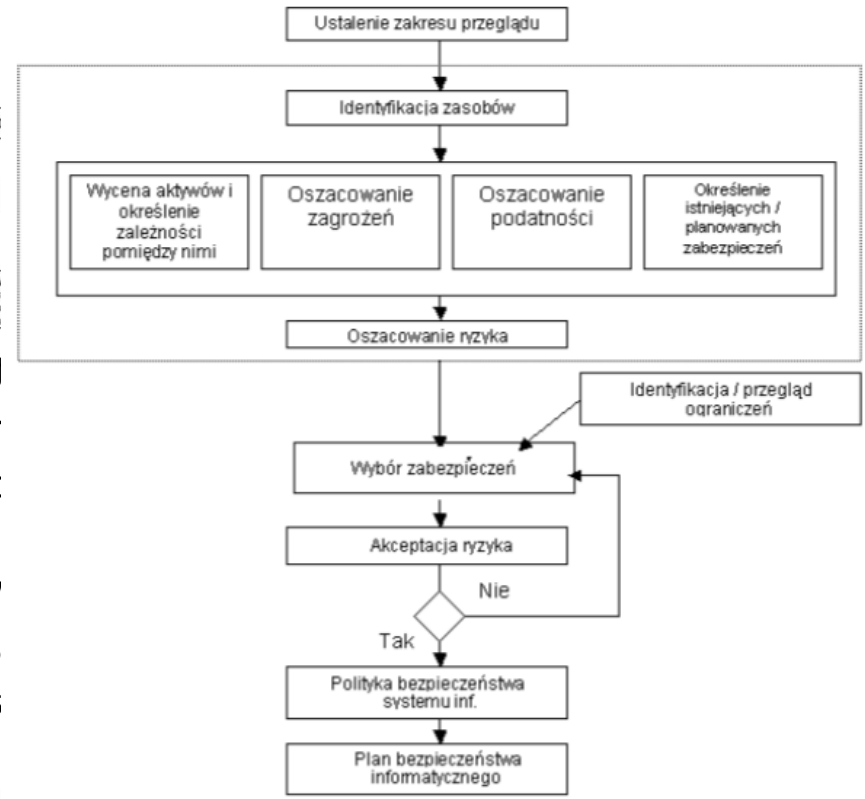 Ustalenie zakresu przeglądu
Identyfikacja zasobów
Wycena aktywów i
określenie
zależności
pomiędzy nimi
Oszacowanie
zagrożeń
Oszacowanie
podatności
Określenie
istniejących /
planowanych
zabezpieczeń
Oszacowanie ryzyka
Identyfikacja / przegląd
ograniczeń
Wybór zabezpieczeń
Akceptacja ryzyka
Nie
Tak
Polityka bezpieczeństwa
systemu inf.
Plan bezpieczeństwa
informatycznego